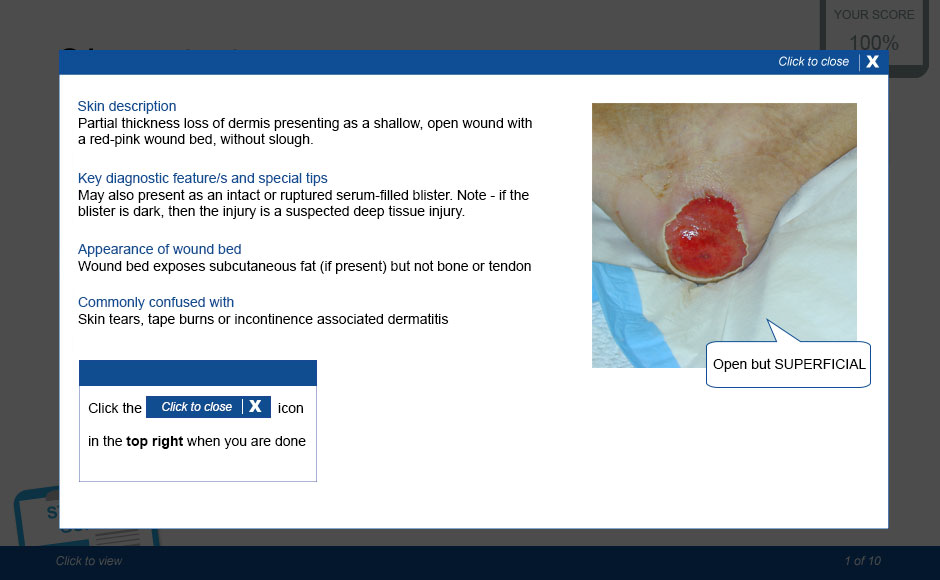 YOUR SCORE
100%
Click to close X
Skin description
Partial thickness loss of dermis presenting as a shallow, open wound with
a red-pink wound bed, without slough.
Key diagnostic feature/s and special tips
May also present as an intact or ruptured serum-filled blister. Note - if the
blister is dark, then the injury is a suspected deep tissue injury.
Appearance of wound bed
Wound bed exposes subcutaneous fat (if present) but not bone or tendon
Commonly confused with
Skin tears, tape burns or incontinence associated dermatitis
Open but SUPERFICIAL
Click the Click to close X icon
in the top right when you are done
Click to view
1 of 10